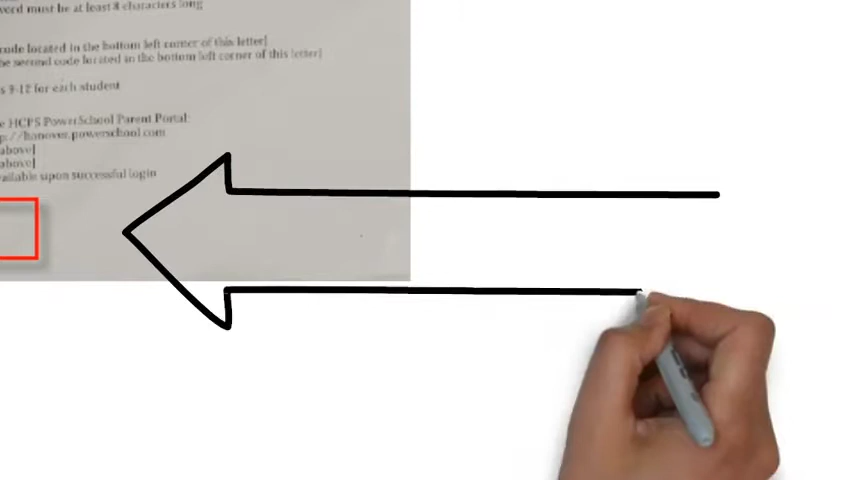 word must be at least 8 characters long
code located in the bottom left corner of this letter]
he second code located in the bottom left corner of this letter]
s 9-12 for each student
e HCPS PowerSchool Parent Portal:
p://hanover.powerschool.com
above]
above]
vailable upon successful login